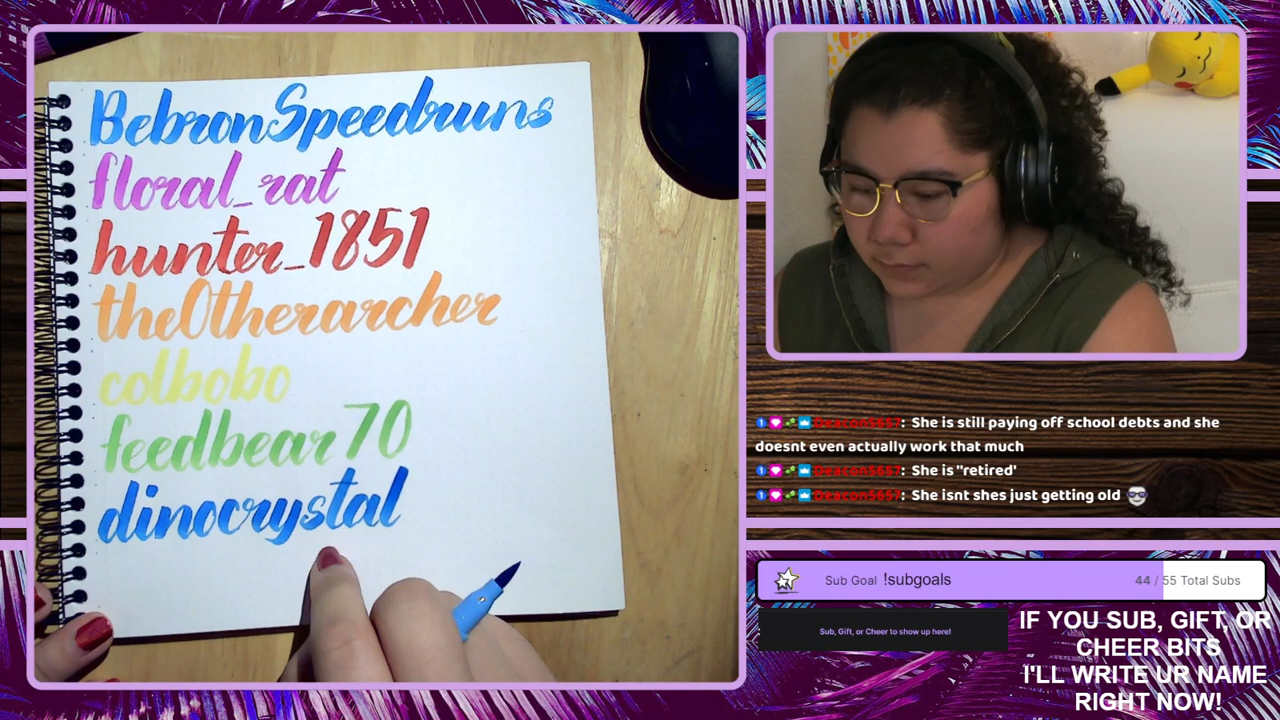 BebronSpeedruns
floral_rat
hunter_1851
theOtherarcher
colbobo
feedbear70
dinocrystal
Deacon5657: She is still paying off school debts and she
doesnt even actually work that much
Deacon5657: She is "retired'
Deacon5657: She isnt shes just getting old
Sub Goal !subgoals
44 / 55 Total Subs
Sub, Gift, or Cheer to show up here!
IF YOU SUB, GIFT, OR
CHEER BITS
I'LL WRITE UR NAME
RIGHT NOW!